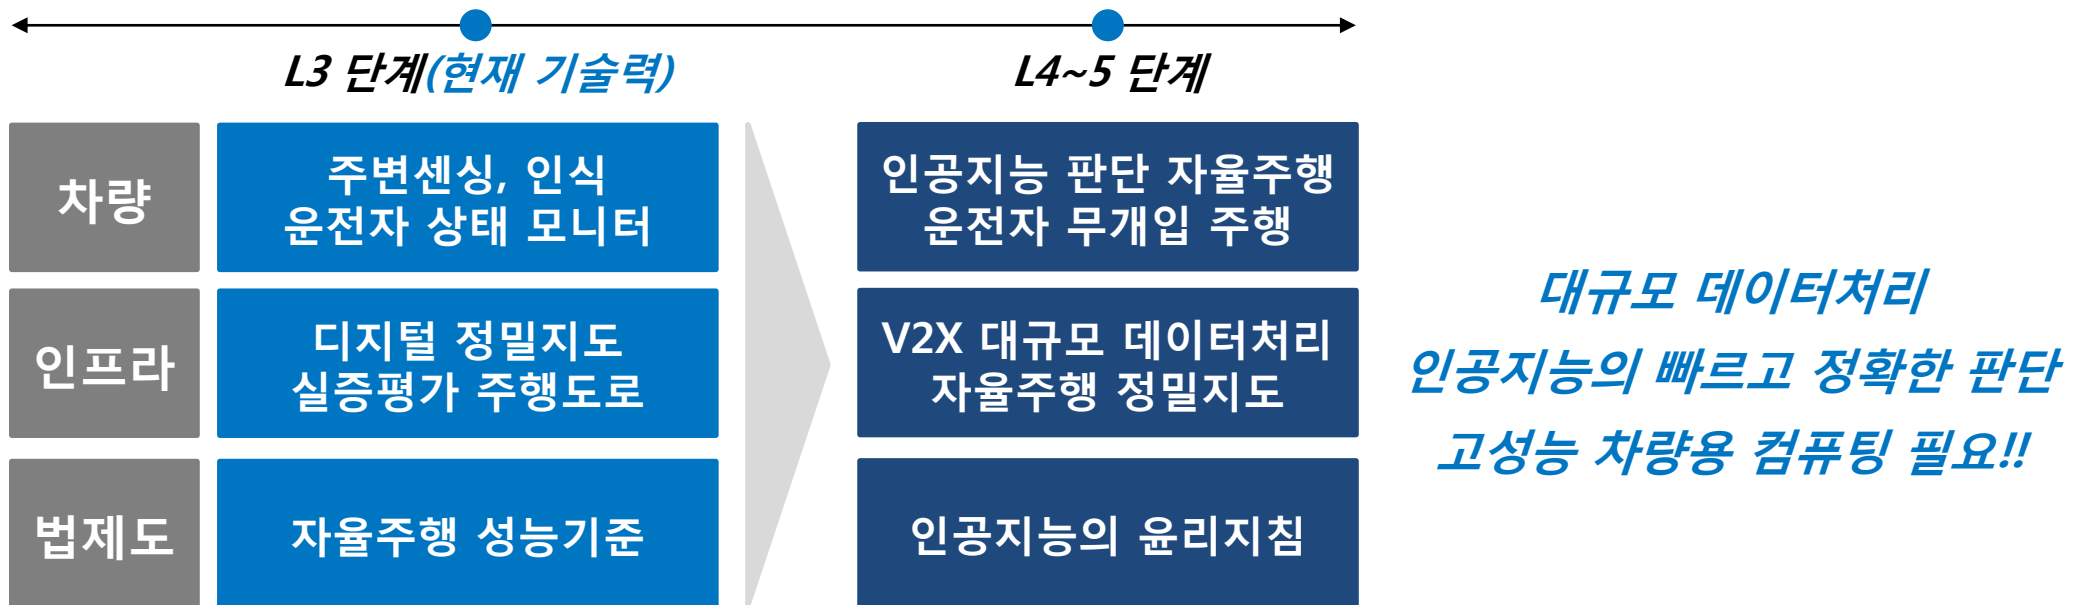 L3 단계(현재 기술력)
L4~5 단계
차량
주변센싱, 인식
운전자 상태 모니터
인공지능 판단 자율주행
운전자 무개입 주행
인프라
디지털 정밀지도
실증평가 주행도로
V2X 대규모 데이터처리
자율주행 정밀지도
법제도
자율주행 성능기준
인공지능의 윤리지침
대규모 데이터처리
인공지능의 빠르고 정확한 판단
고성능 차량용 컴퓨팅 필요!!